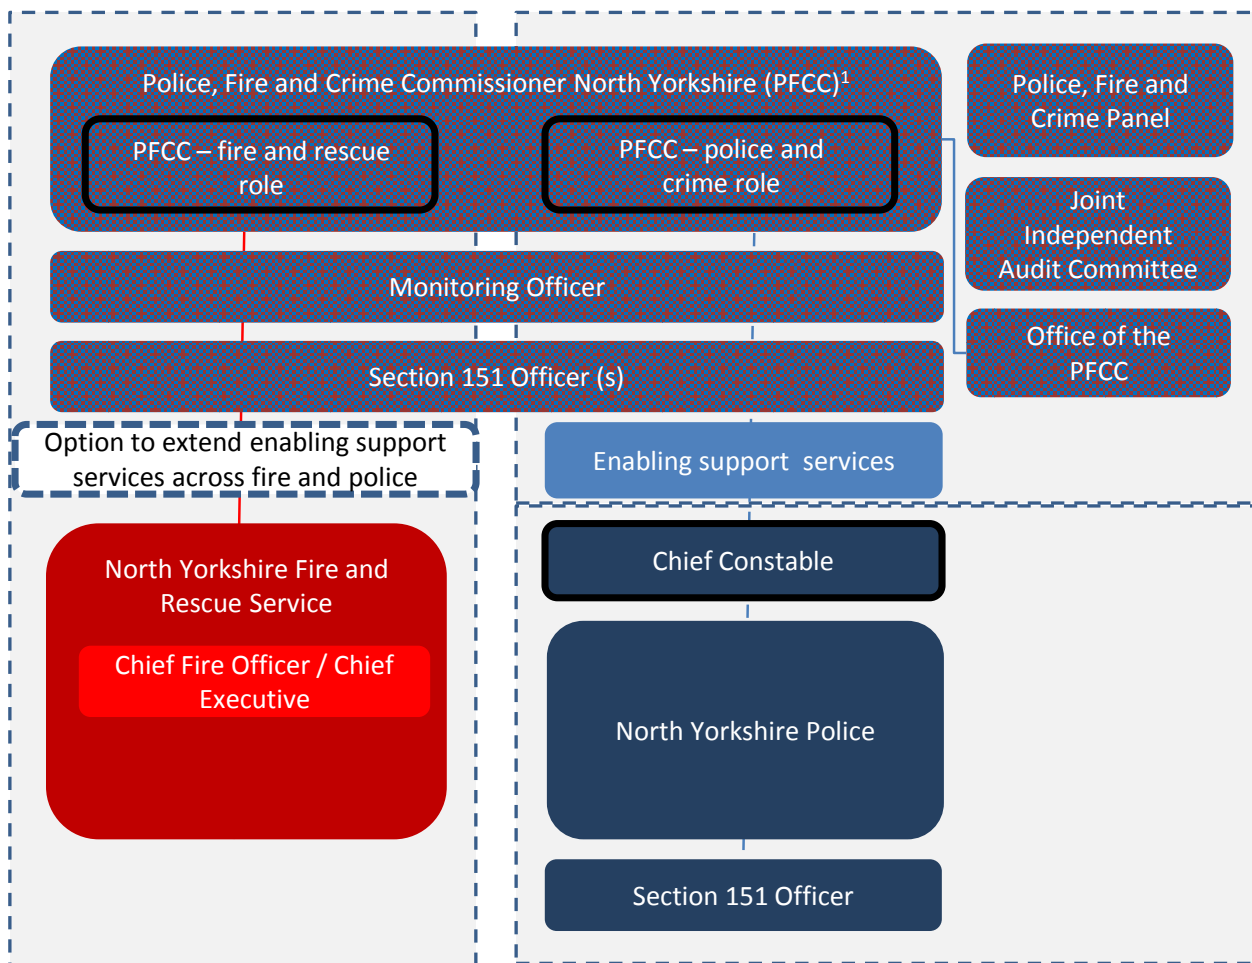 Police, Fire and Crime Commissioner North Yorkshire (PFCC)¹
PFCC – fire and rescue
role
PFCC – police and
crime role
Police, Fire and
Crime Panel
Joint
Independent
Audit Committee
Monitoring Officer
Office of the
PFCC
Section 151 Officer (s)
Option to extend enabling support
services across fire and police
Enabling support services
North Yorkshire Fire and
Rescue Service
Chief Fire Officer / Chief
Executive
Chief Constable
North Yorkshire Police
Section 151 Officer